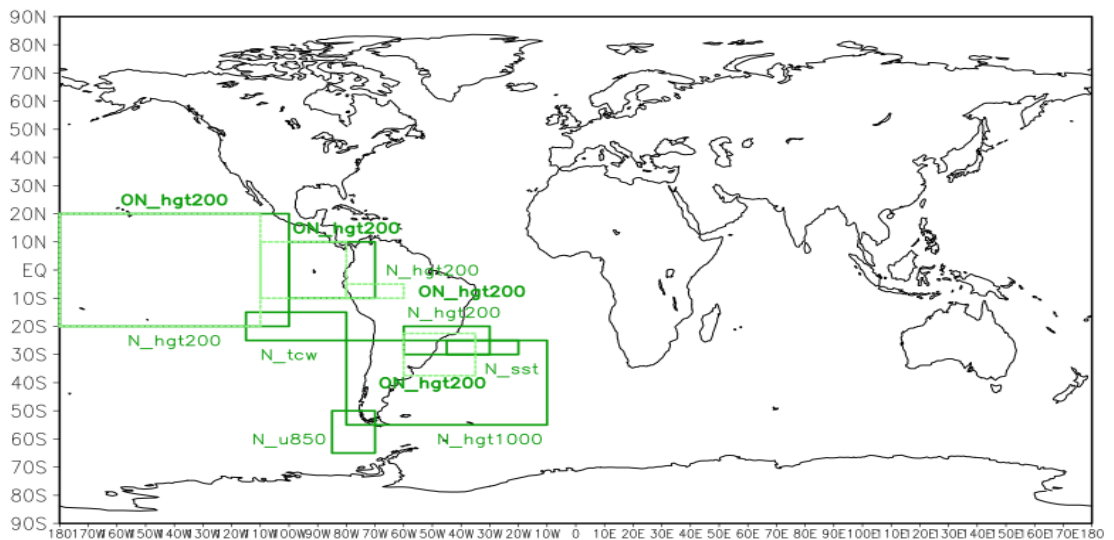 90N
80N
70N
60N
50N
40N
30N
ON_hgt200
20N
ON_hgt200
10N
N_hgt200
EQ
ON_hgt200
10S
N_hgt200
20S
N_hgt200
N_tcw
30S
N_sst
ON_hgt200
40S
50S
N_u850
N_hgt1000
60S
70S
80S
90S
180 170W 160W 150W 140W 130W 120W 110W 100W 90W 80W 70W 60W 50W 40W 30W 20W 10W 0 10E 20E 30E 40E 50E 60E 70E 80E 90E 100E 110E 120E 130E 140E 150E 160E 170E 180